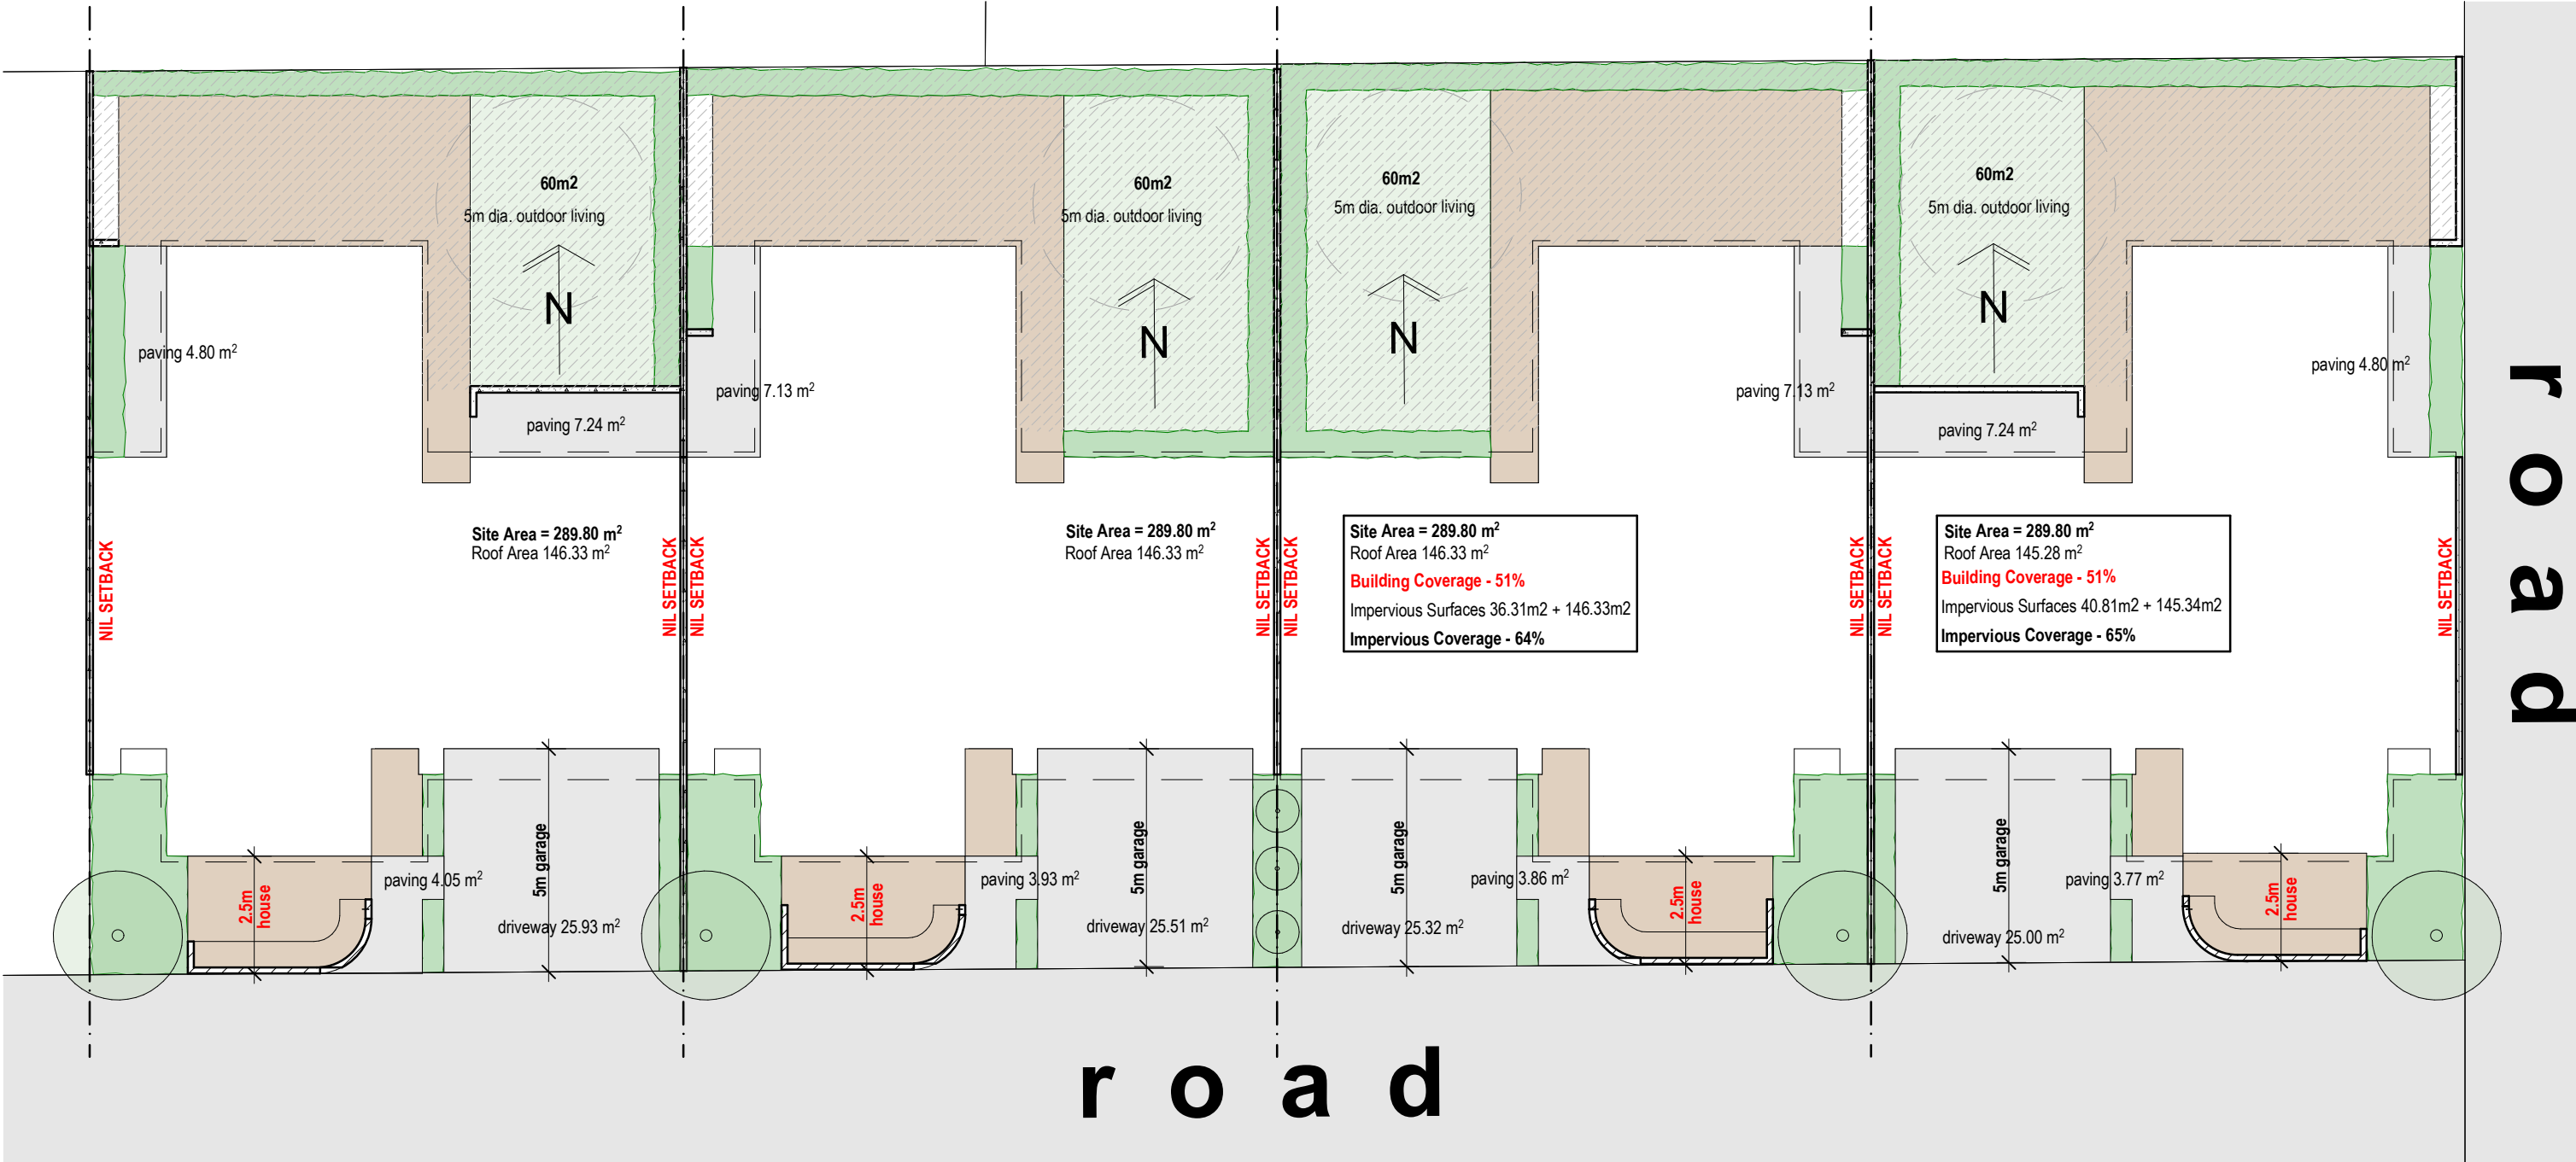 60m2
5m dia. outdoor living
N
60m2
5m dia. outdoor living
N
60m2
5m dia. outdoor living
N
60m2
5m dia. outdoor living
N
paving 4.80 m²
paving 7.24 m²
paving 7.13 m²
paving 7.13 m²
paving 7.24 m²
paving 4.80 m²
Site Area = 289.80 m²
Roof Area 146.33 m²
Site Area = 289.80 m²
Roof Area 146.33 m²
Site Area = 289.80 m²
Roof Area 146.33 m²
Building Coverage - 51%
Impervious Surfaces 36.31m2 + 146.33m2
Impervious Coverage - 64%
Site Area = 289.80 m²
Roof Area 145.28 m²
Building Coverage - 51%
Impervious Surfaces 40.81m2 + 145.34m2
Impervious Coverage - 65%
NIL SETBACK
NIL SETBACK
NIL SETBACK
NIL SETBACK
NIL SETBACK
NIL SETBACK
NIL SETBACK
NIL SETBACK
2.5m
house
paving 4.05 m²
5m garage
driveway 25.93 m²
2.5m
house
paving 3.93 m²
5m garage
driveway 25.51 m²
5m garage
driveway 25.32 m²
paving 3.86 m²
2.5m
house
5m garage
driveway 25.00 m²
paving 3.77 m²
2.5m
house
road
road